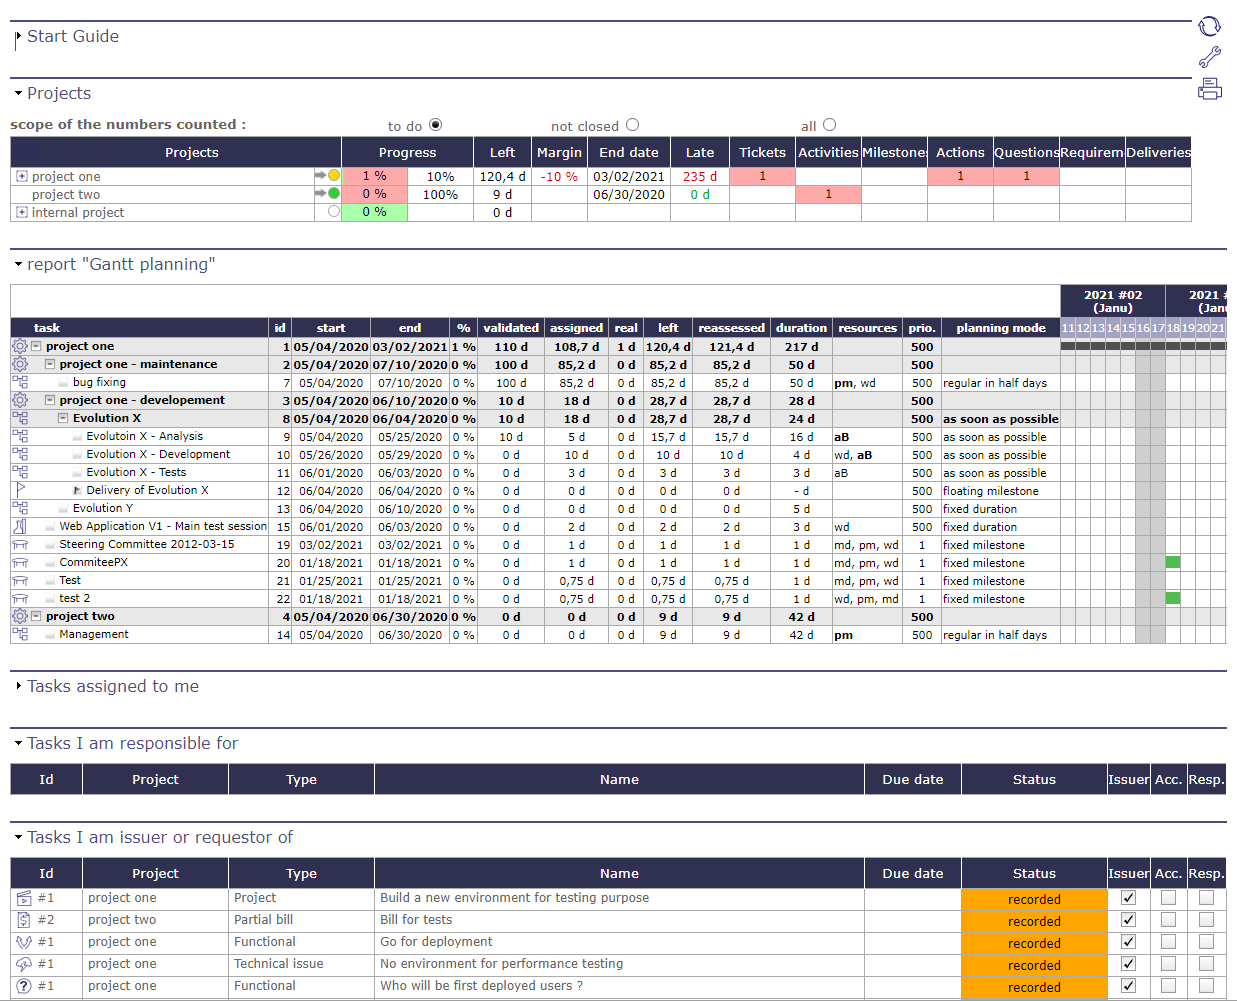 Start Guide
Projects
scope of the numbers counted : to do not closed all
Projects Progress Left Margin End date Late Tickets Activities Milestone Actions Questions Requirem Deliveries
project one 1 % 10% 120,4 d -10 % 03/02/2021 235 d 1 1 1
project two 0 % 100% 9 d 06/30/2020 0 d 1
internal project 0 % 0 d
report "Gantt planning"
2021 #02 2021 #
(Janu) (Janu
task id start end % validated assigned real left reassessed duration resources prio. planning mode 11 12 13 14 15 16 17 18 19 20 21
project one 1 05/04/2020 03/02/2021 1 % 110 d 108,7 d 1 d 120,4 d 121,4 d 217 d 500
project one - maintenance 2 05/04/2020 07/10/2020 0 % 100 d 85,2 d 0 d 85,2 d 85,2 d 50 d 500
bug fixing 7 05/04/2020 07/10/2020 0 % 100 d 85,2 d 0 d 85,2 d 85,2 d 50 d pm, wd 500 regular in half days
project one - developement 3 05/04/2020 06/10/2020 0 % 10 d 18 d 0 d 28,7 d 28,7 d 28 d 500
Evolution X 8 05/04/2020 06/04/2020 0 % 10 d 18 d 0 d 28,7 d 28,7 d 24 d 500 as soon as possible
Evolutoin X - Analysis 9 05/04/2020 05/25/2020 0 % 10 d 5 d 0 d 15,7 d 15,7 d 16 d aB 500 as soon as possible
Evolution X - Development 10 05/26/2020 05/29/2020 0 % 0 d 10 d 0 d 10 d 10 d 4 d wd, aB 500 as soon as possible
Evolution X - Tests 11 06/01/2020 06/03/2020 0 % 0 d 3 d 0 d 3 d 3 d 3 d aB 500 as soon as possible
Delivery of Evolution X 12 06/04/2020 06/04/2020 0 % 0 d 0 d 0 d 0 d 0 d - d 500 floating milestone
Evolution Y 13 06/04/2020 06/10/2020 0 % 0 d 0 d 0 d 0 d 0 d 5 d 500 fixed duration
Web Application V1 - Main test session 15 06/01/2020 06/03/2020 0 % 0 d 2 d 0 d 2 d 2 d 3 d wd 500 fixed duration
Steering Committee 2012-03-15 19 03/02/2021 03/02/2021 0 % 0 d 1 d 0 d 1 d 1 d 1 d md, pm, wd 1 fixed milestone
CommiteePX 20 01/18/2021 01/18/2021 0 % 0 d 1 d 0 d 1 d 1 d 1 d md, pm, wd 1 fixed milestone
Test 21 01/25/2021 01/25/2021 0 % 0 d 0,75 d 0 d 0,75 d 0,75 d 1 d md, pm, wd 1 fixed milestone
test 2 22 01/18/2021 01/18/2021 0 % 0 d 0,75 d 0 d 0,75 d 0,75 d 1 d wd, pm, md 1 fixed milestone
project two 4 05/04/2020 06/30/2020 0 % 0 d 0 d 0 d 9 d 9 d 42 d 500
Management 14 05/04/2020 06/30/2020 0 % 0 d 0 d 0 d 9 d 9 d 42 d pm 500 regular in half days
Tasks assigned to me
Tasks I am responsible for
Id Project Type Name Due date Status Issuer Acc. Resp.
Tasks I am issuer or requestor of
Id Project Type Name Due date Status Issuer Acc. Resp.
#1 project one Project Build a new environment for testing purpose recorded
#2 project two Partial bill Bill for tests recorded
#1 project one Functional Go for deployment recorded
#1 project one Technical issue No environment for performance testing recorded
#1 project one Functional Who will be first deployed users ? recorded